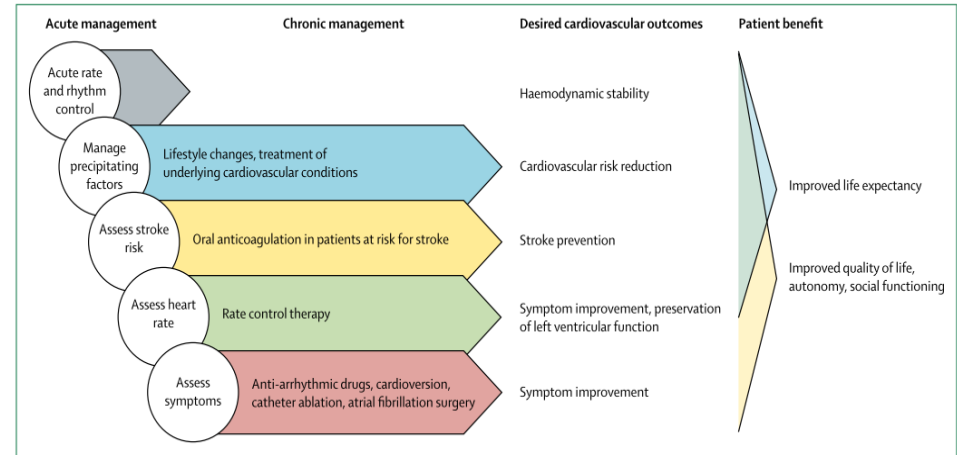 Acute management
Chronic management
Desired cardiovascular outcomes
Patient benefit
Acute rate
and rhythm
control
Haemodynamic stability
Manage
precipitating
factors
Lifestyle changes, treatment of
underlying cardiovascular conditions
Cardiovascular risk reduction
Improved life expectancy
Assess stroke
risk
Oral anticoagulation in patients at risk for stroke
Stroke prevention
Improved quality of life,
autonomy, social functioning
Assess heart
rate
Rate control therapy
Symptom improvement, preservation
of left ventricular function
Assess
symptoms
Anti-arrhythmic drugs, cardioversion,
catheter ablation, atrial fibrillation surgery
Symptom improvement